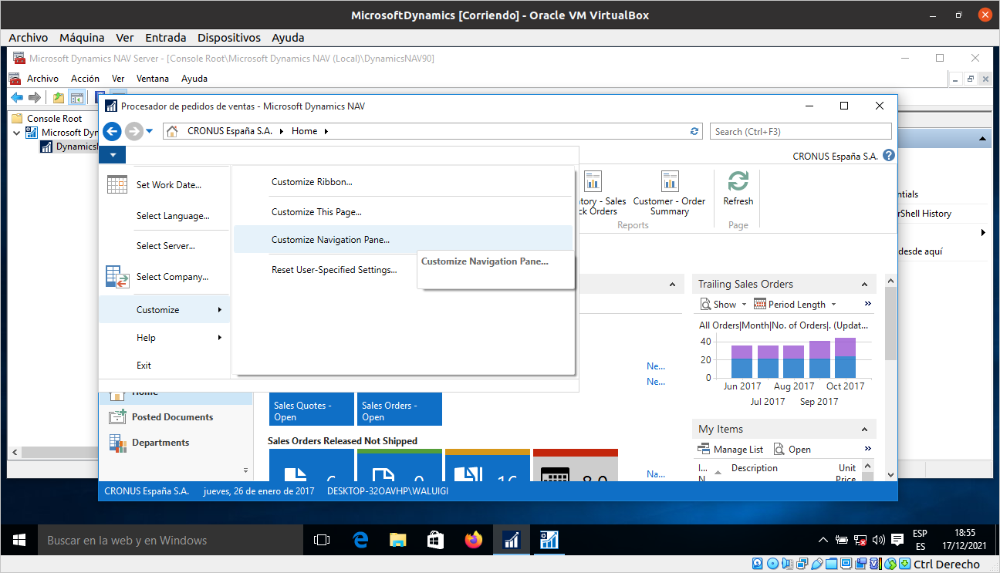 MicrosoftDynamics [Corriendo] - Oracle VM VirtualBox
Archivo Máquina Ver Entrada Dispositivos Ayuda
Microsoft Dynamics NAV Server - [Console Root\Microsoft Dynamics NAV (Local)\DynamicsNAV90]
Archivo Acción Ver Ventana Ayuda
Console Root
Microsoft Dyn
Dynamics
ntials
rShell History
desde aquí
Procesador de pedidos de ventas - Microsoft Dynamics NAV
CRONUS España S.A. Home
Search (Ctrl+F3)
CRONUS España S.A.
Set Work Date...
Select Language...
Select Server...
Select Company...
Customize
Help
Exit
Customize Ribbon...
Customize This Page...
Customize Navigation Pane...
Reset User-Specified Settings...
Customize Navigation Pane...
tory - Sales
ck Orders
Customer - Order
Summary
Reports
Refresh
Page
Ne...
Ne...
Trailing Sales Orders
Show Period Length »
All Orders|Month|No. of Orders|. (Updat...
40
20
0
Jun 2017 Aug 2017 Oct 2017
Jul 2017 Sep 2017
Home
Posted Documents
Departments
Sales Quotes -
Open
Sales Orders -
Open
Sales Orders Released Not Shipped
Na...
My Items
Manage List Open »
I... Description Unit
N Price
CRONUS España S.A. jueves, 26 de enero de 2017 DESKTOP-32OAVHP\WALUIGI
Buscar en la web y en Windows
ESP
ES
18:55
17/12/2021
Ctrl Derecho